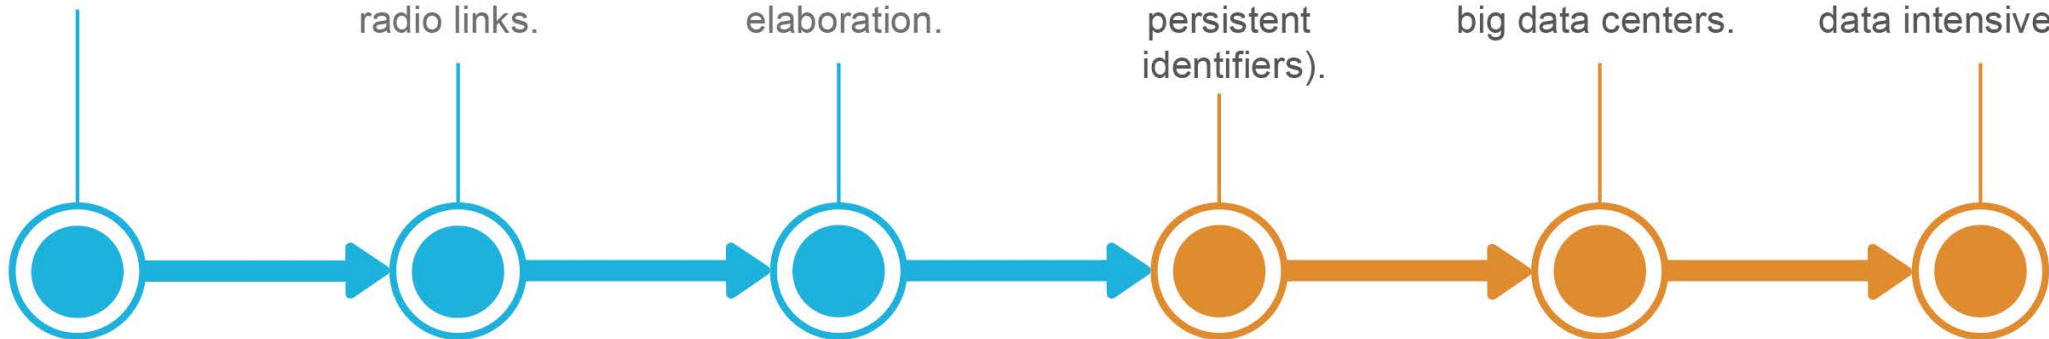 radio links.
elaboration.
persistent
identifiers).
big data centers.
data intensive